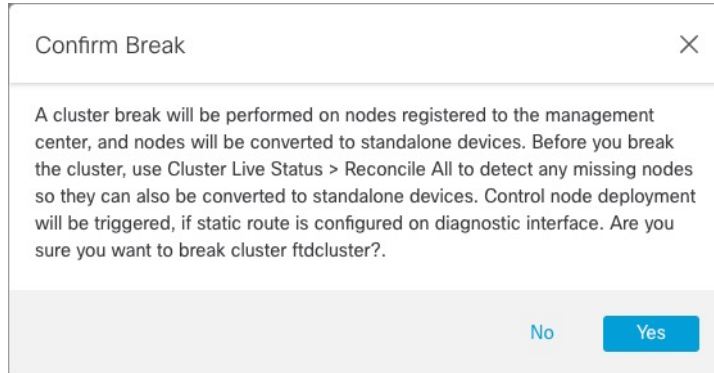 Confirm Break
A cluster break will be performed on nodes registered to the management
center, and nodes will be converted to standalone devices. Before you break
the cluster, use Cluster Live Status > Reconcile All to detect any missing nodes
so they can also be converted to standalone devices. Control node deployment
will be triggered, if static route is configured on diagnostic interface. Are you
sure you want to break cluster ftdcluster?.
No
Yes